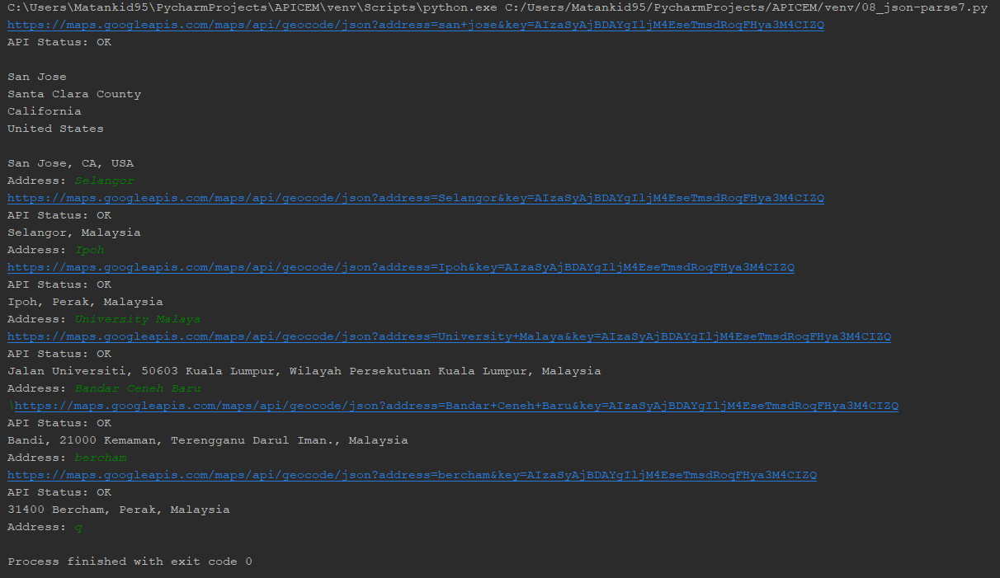 C:\Users\Matankid95\PycharmProjects\APICEM\venv\Scripts\python.exe C:/Users/Matankid95/PycharmProjects/APICEM/venv/08_json-parse7.py
https://maps.googleapis.com/maps/api/geocode/json?address=san+jose&key=AIzaSyAjBDAYgIljM4EseTmsdRoqFHya3M4CIZQ
API Status: OK
San Jose
Santa Clara County
California
United States
San Jose, CA, USA
Address: Selangor
https://maps.googleapis.com/maps/api/geocode/json?address=Selangor&key=AIzaSyAjBDAYgIljM4EseTmsdRoqFHya3M4CIZQ
API Status: OK
Selangor, Malaysia
Address: Ipoh
https://maps.googleapis.com/maps/api/geocode/json?address=Ipoh&key=AIzaSyAjBDAYgIljM4EseTmsdRoqFHya3M4CIZQ
API Status: OK
Ipoh, Perak, Malaysia
Address: University Malaya
https://maps.googleapis.com/maps/api/geocode/json?address=University+Malaya&key=AIzaSyAjBDAYgIljM4EseTmsdRoqFHya3M4CIZQ
API Status: OK
Jalan Universiti, 50603 Kuala Lumpur, Wilayah Persekutuan Kuala Lumpur, Malaysia
Address: Bandar Ceneh Baru
\https://maps.googleapis.com/maps/api/geocode/json?address=Bandar+Ceneh+Baru&key=AIzaSyAjBDAYgIljM4EseTmsdRoqFHya3M4CIZQ
API Status: OK
Bandi, 21000 Kemaman, Terengganu Darul Iman., Malaysia
Address: bercham
https://maps.googleapis.com/maps/api/geocode/json?address=bercham&key=AIzaSyAjBDAYgIljM4EseTmsdRoqFHya3M4CIZQ
API Status: OK
31400 Bercham, Perak, Malaysia
Address: q
Process finished with exit code 0